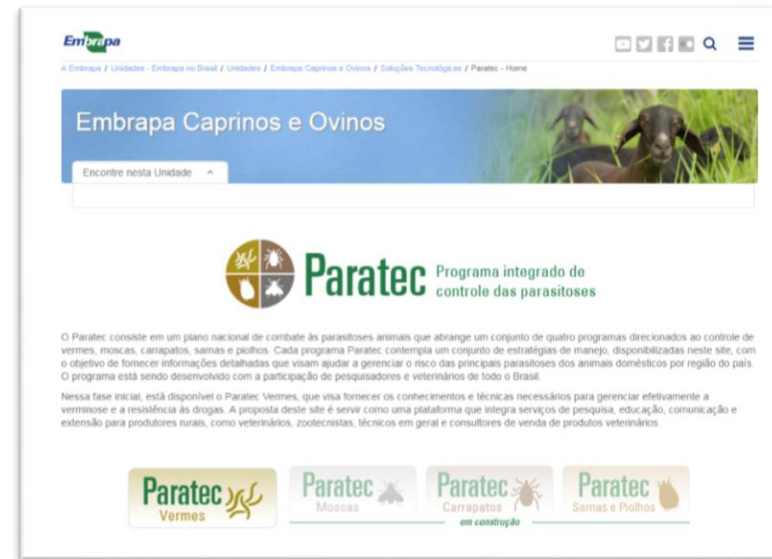 Embrapa
A Embrapa / Unidades - Embrapa no Brasil / Unidades / Embrapa Caprinos e Ovinos / Soluções Tecnológicas / Paratec - Home
Embrapa Caprinos e Ovinos
Encontre nesta Unidade
Paratec Programa integrado de
controle das parasitoses
O Paratec consiste em um plano nacional de combate às parasitoses animais que abrange um conjunto de quatro programas direcionados ao controle de
vermes, moscas, carrapatos, sarnas e piolhos. Cada programa Paratec contempla um conjunto de estratégias de manejo, disponibilizadas neste site, com
o objetivo de fornecer informações detalhadas que visam ajudar a gerenciar o risco das principais parasitoses dos animais domésticos por região do país.
O programa está sendo desenvolvido com a participação de pesquisadores e veterinários de todo o Brasil.
Nessa fase inicial, está disponível o Paratec Vermes, que visa fornecer os conhecimentos e técnicas necessários para gerenciar efetivamente a
verminose e a resistência às drogas. A proposta deste site é servir como uma plataforma que integra serviços de pesquisa, educação, comunicação e
extensão para produtores rurais, como veterinários, zootecnistas, técnicos em geral e consultores de venda de produtos veterinários.
Paratec Vermes
Paratec Moscas
Paratec Carrapatos
Paratec Sarnas e Piolhos
em construção